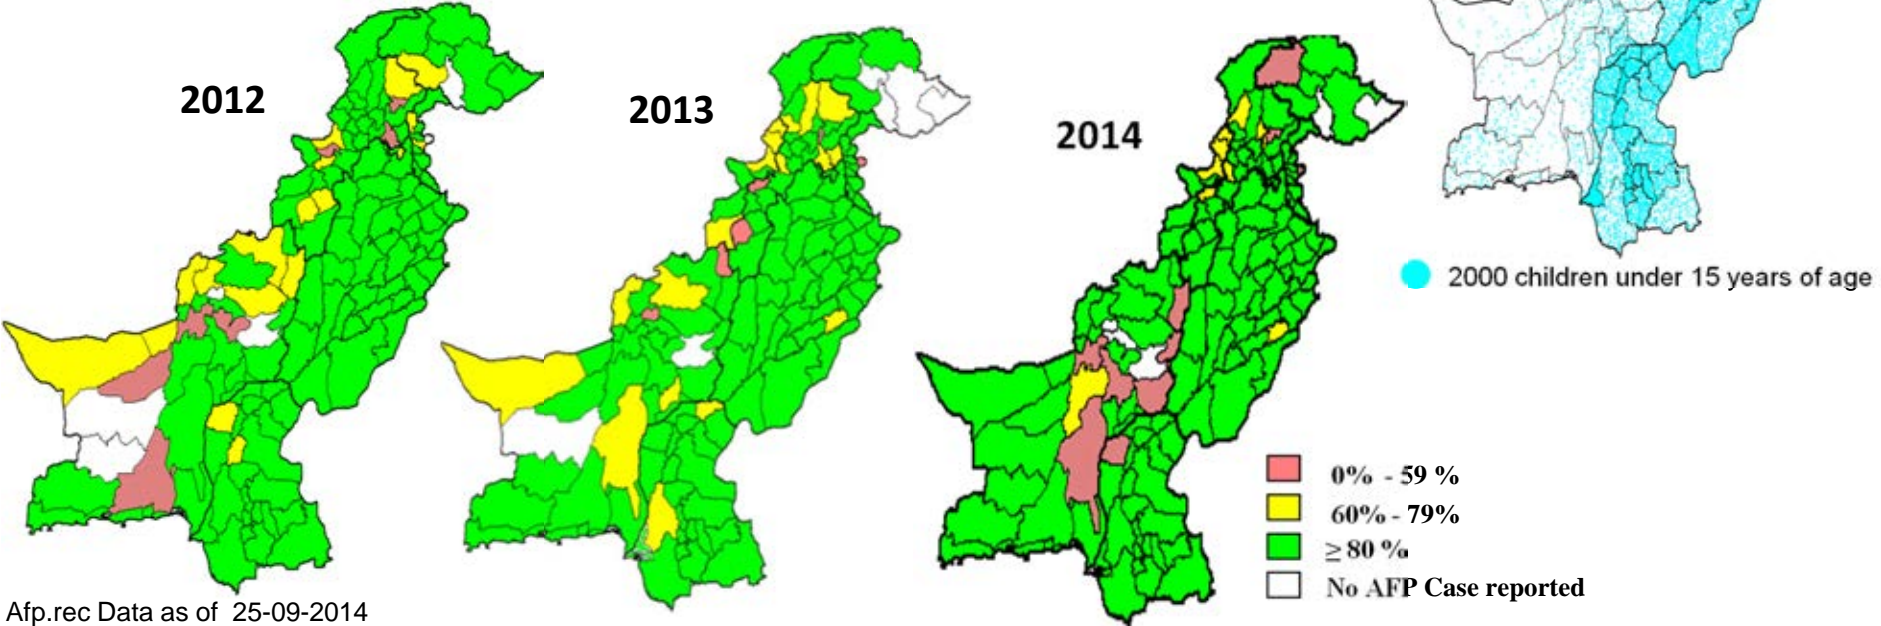 2012
2013
2014
2000 children under 15 years of age
0% - 59 %
60% - 79%
≥ 80 %
No AFP Case reported
Afp.rec Data as of 25-09-2014